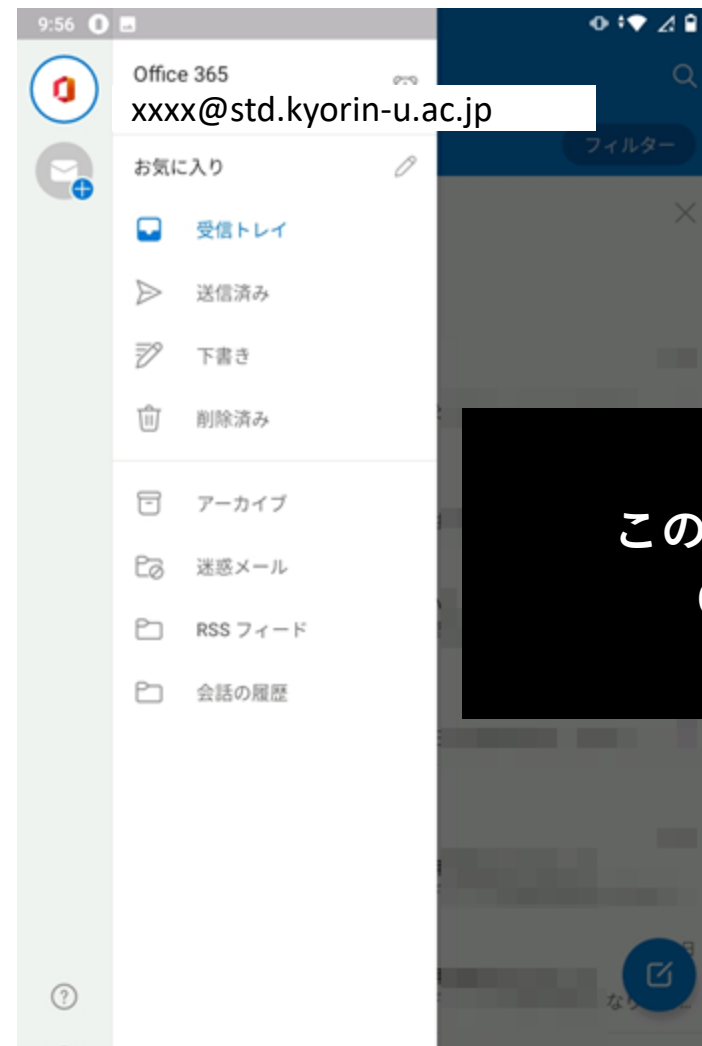 9:56
Office 365
xxxx@std.kyorin-u.ac.jp
フィルター
お気に入り
受信トレイ
送信済み
下書き
削除済み
アーカイブ
迷惑メール
RSS フィード
会話の履歴
この